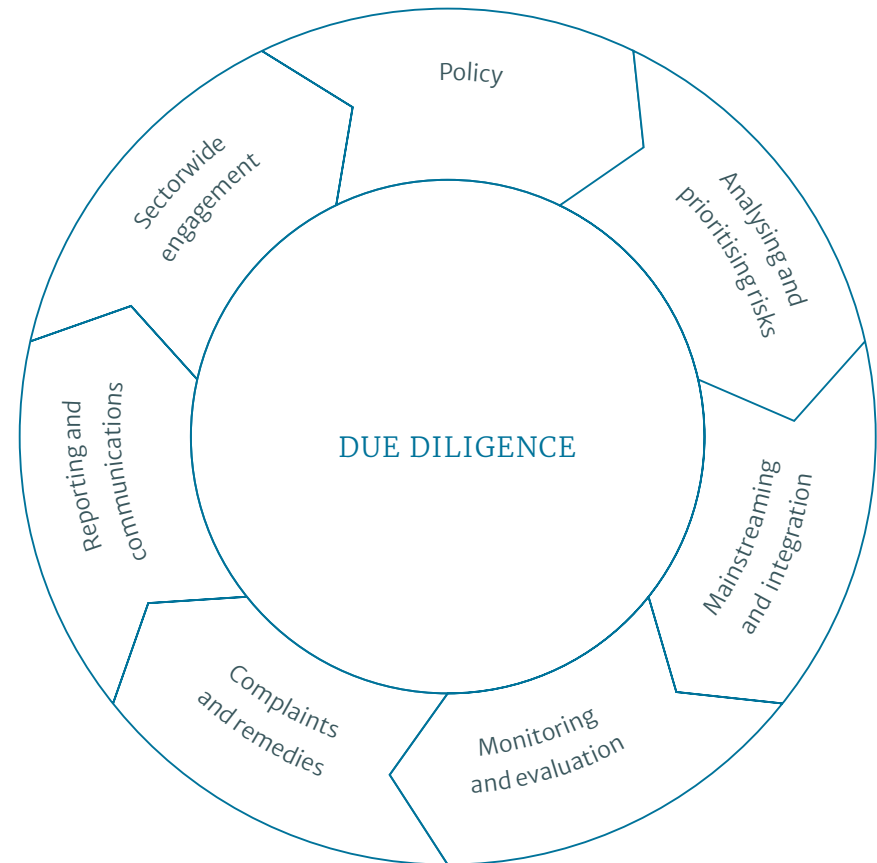 Policy
Analysing and
prioritising risks
Mainstreaming
and integration
Monitoring
and evaluation
Complaints
and remedies
Reporting and
communications
Sectorwide
engagement
DUE DILIGENCE